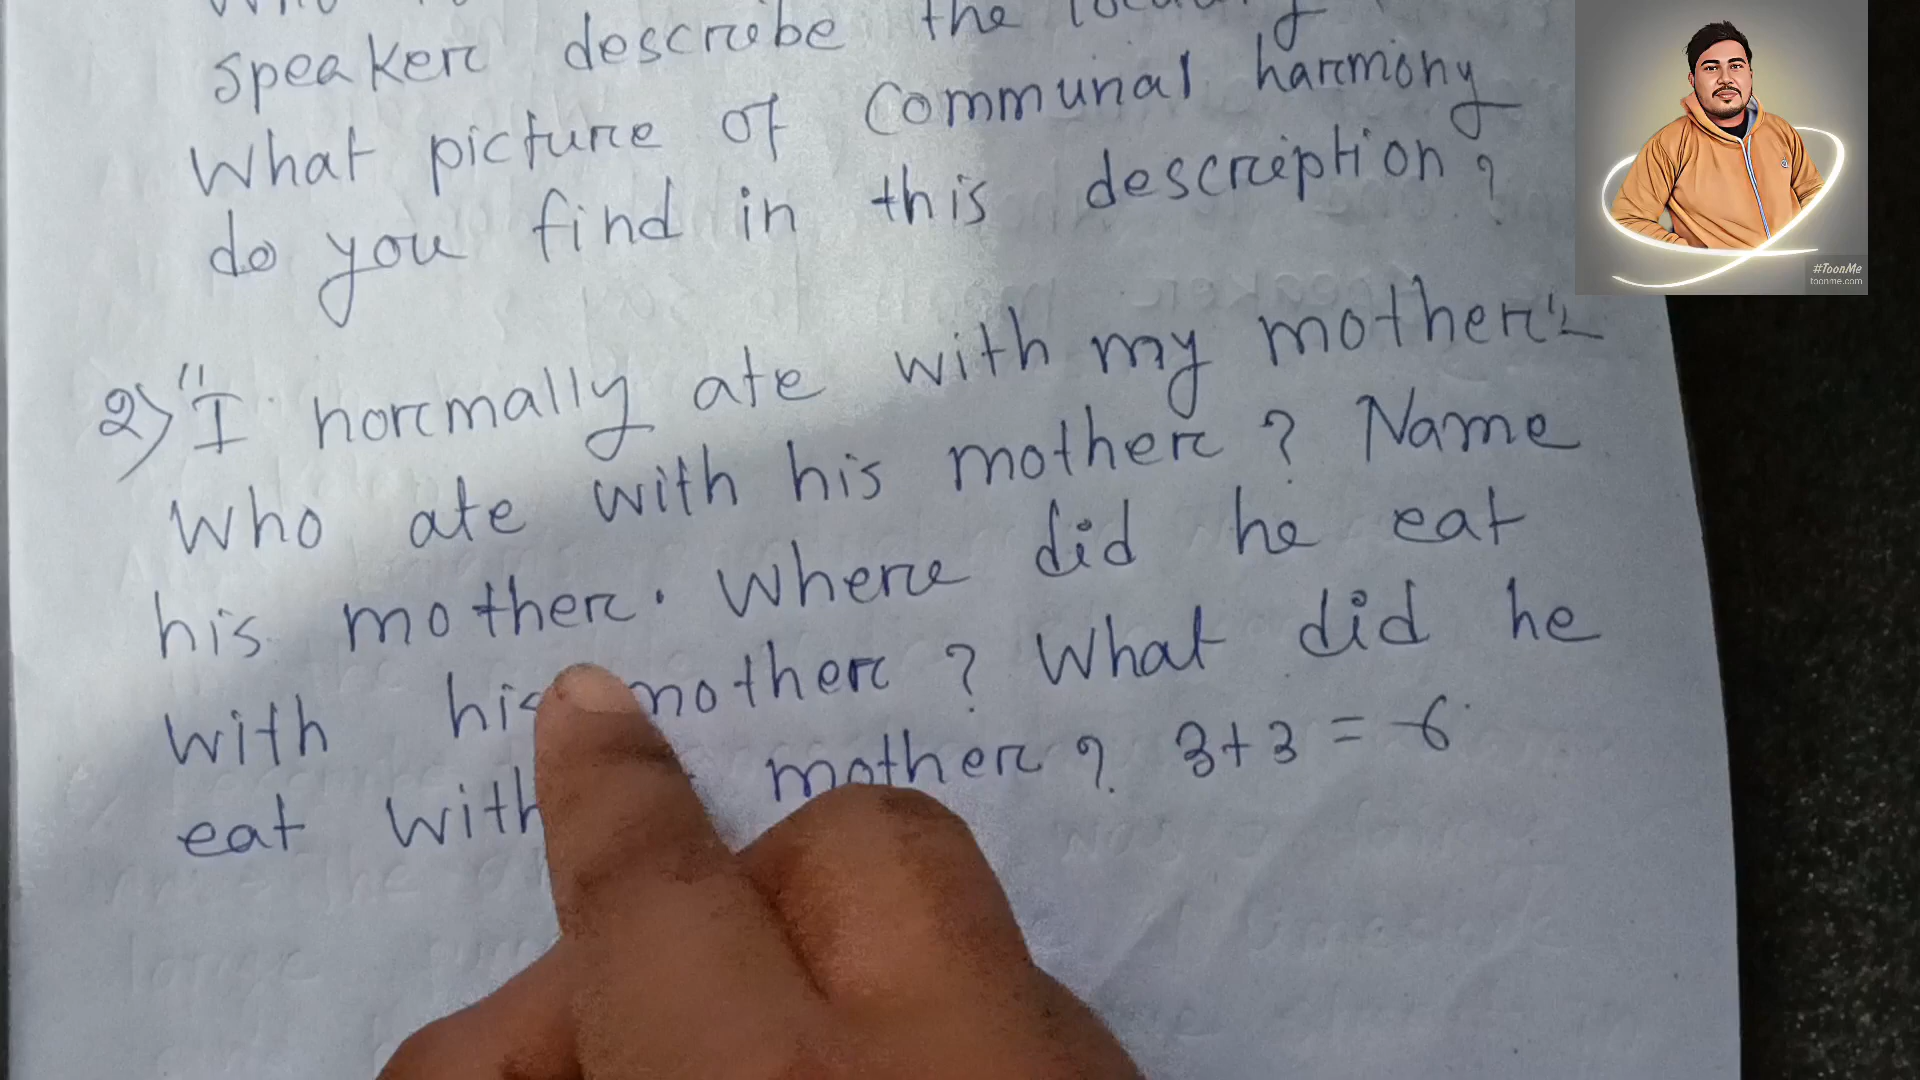 speaker describe the
What picture of communal harmony
do you find in this description?
2) "I normally ate with my mother"
Who ate with his mother? Name
his mother. Where did he eat
with his mother? What did he
eat with mother? 3+3=6
#ToonMe
toonme.com